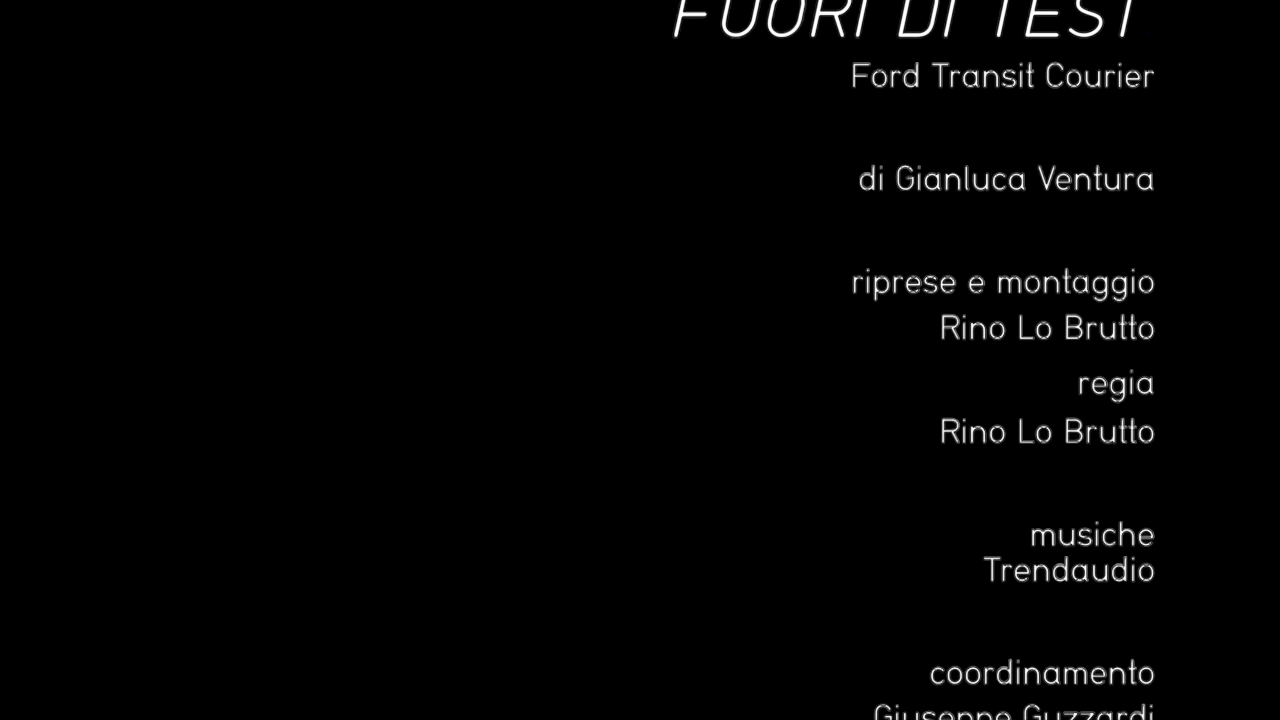 FUORI DI TEST
Ford Transit Courier
di Gianluca Ventura
riprese e montaggio
Rino Lo Brutto
regia
Rino Lo Brutto
musiche
Trendaudio
coordinamento
Giuseppe Guzzardi